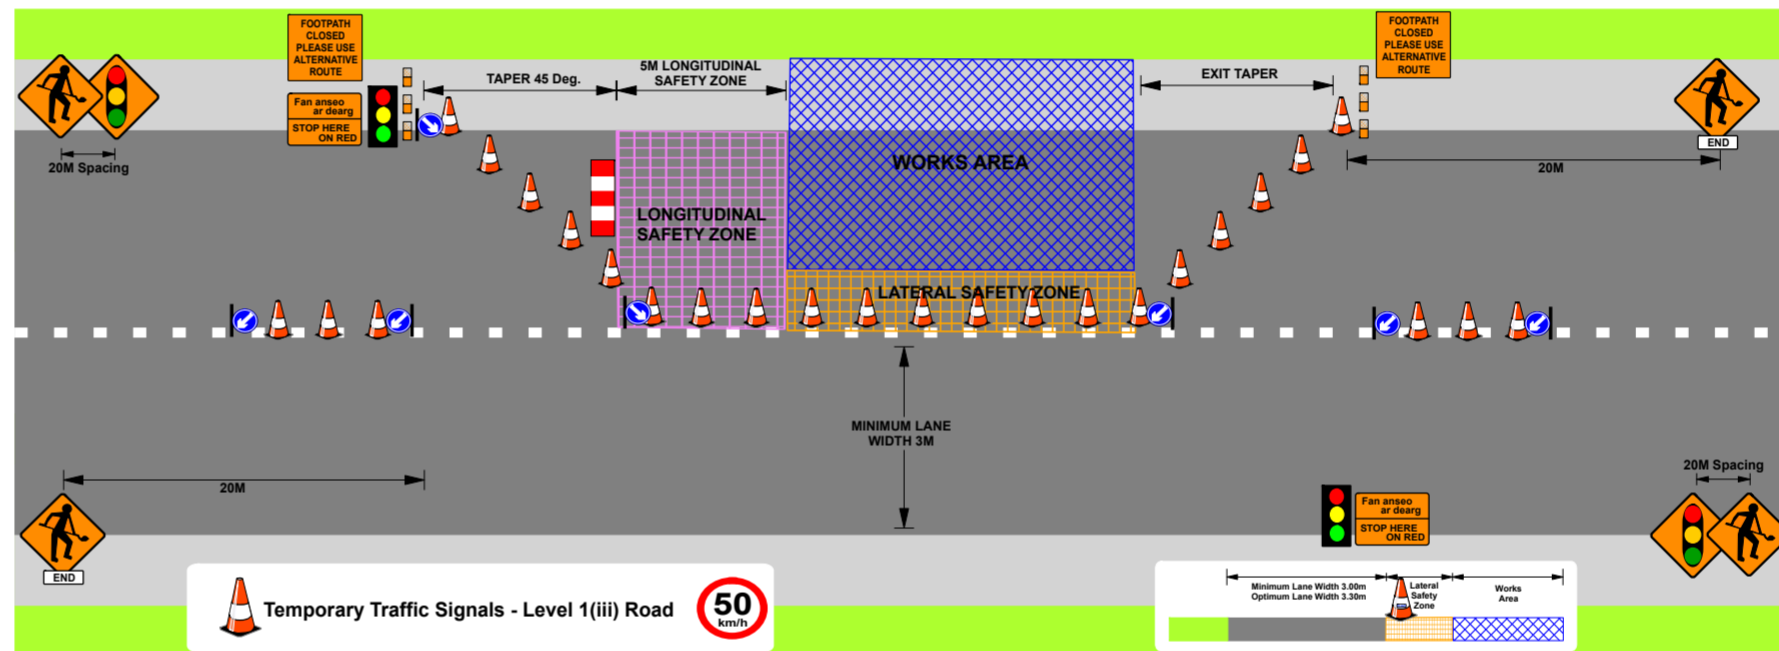 FOOTPATH
CLOSED
PLEASE USE
ALTERNATIVE
ROUTE
FOOTPATH
CLOSED
PLEASE USE
ALTERNATIVE
ROUTE
TAPER 45 Deg.
5M LONGITUDINAL
SAFETY ZONE
EXIT TAPER
Fan anseo
ar dearg
STOP HERE
ON RED
END
20M Spacing
WORKS AREA
20M
LONGITUDINAL
SAFETY ZONE
LATERAL SAFETY ZONE
MINIMUM LANE
WIDTH 3M
20M
20M Spacing
Fan anseo
ar dearg
STOP HERE
ON RED
END
Temporary Traffic Signals - Level 1(iii) Road
50
km/h
Minimum Lane Width 3.00m
Optimum Lane Width 3.30m
Lateral
Safety
Zone
Works
Area